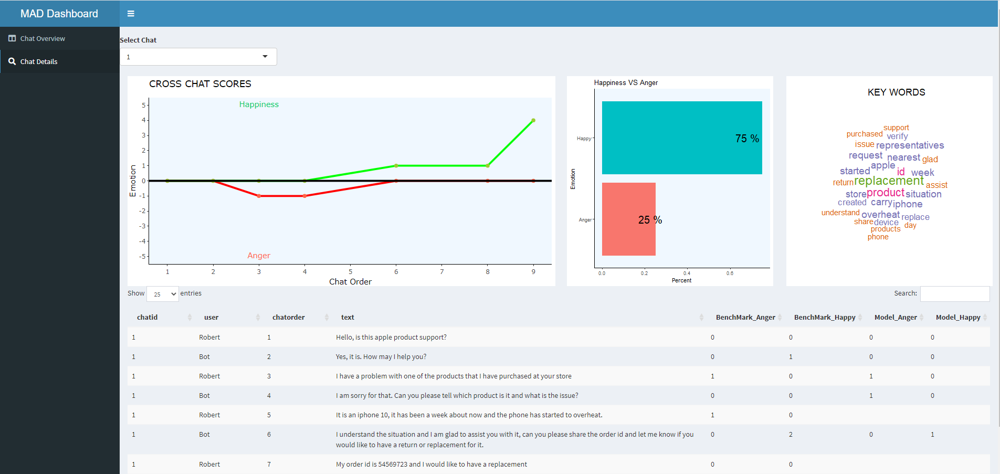 MAD Dashboard
Chat Overview
Chat Details
Select Chat
1
CROSS CHAT SCORES
Happiness
Anger
Emotion
5
4
3
2
1
0
-1
-2
-3
-4
-5
1 2 3 4 5 6 7 8 9
Chat Order
Happiness VS Anger
Emotion
Happy
75 %
Anger
25 %
0.0 0.2 0.4 0.6
Percent
KEY WORDS
support
purchased verify
issue representatives
request nearest glad
apple
started id week
replacement
return assist
store product situation
created carry iphone
understand overheat replace
share device day
products
phone
Show 25 entries
Search:
chatid user chatorder text BenchMark_Anger BenchMark_Happy Model_Anger Model_Happy
1 Robert 1 Hello, is this apple product support? 0 0 0 0
1 Bot 2 Yes, it is. How may I help you? 0 1 0 0
1 Robert 3 I have a problem with one of the products that I have purchased at your store 1 0 1 0
1 Bot 4 I am sorry for that. Can you please tell which product is it and what is the issue? 0 0 1 0
1 Robert 5 It is an iphone 10, it has been a week about now and the phone has started to overheat. 1 0
1 Bot 6 I understand the situation and I am glad to assist you with it, can you please share the order id and let me know if you 0 2 0 1
would like to have a return or replacement for it.
1 Robert 7 My order id is 54569723 and I would like to have a replacement 0 0